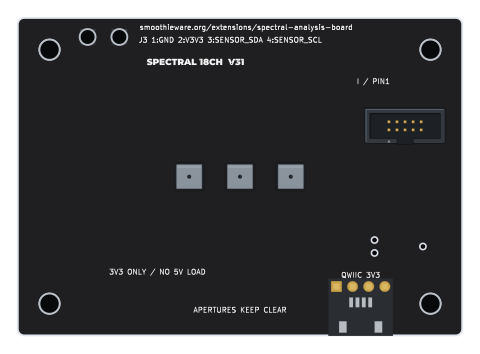 smoothieware.org/extensions/spectral-analysis-board
J3 1:GND 2:V3V3 3:SENSOR_SDA 4:SENSOR_SCL
SPECTRAL 18CH V31
I / PIN1
3V3 ONLY / NO 5V LOAD
QWIIC 3V3
APERTURES KEEP CLEAR